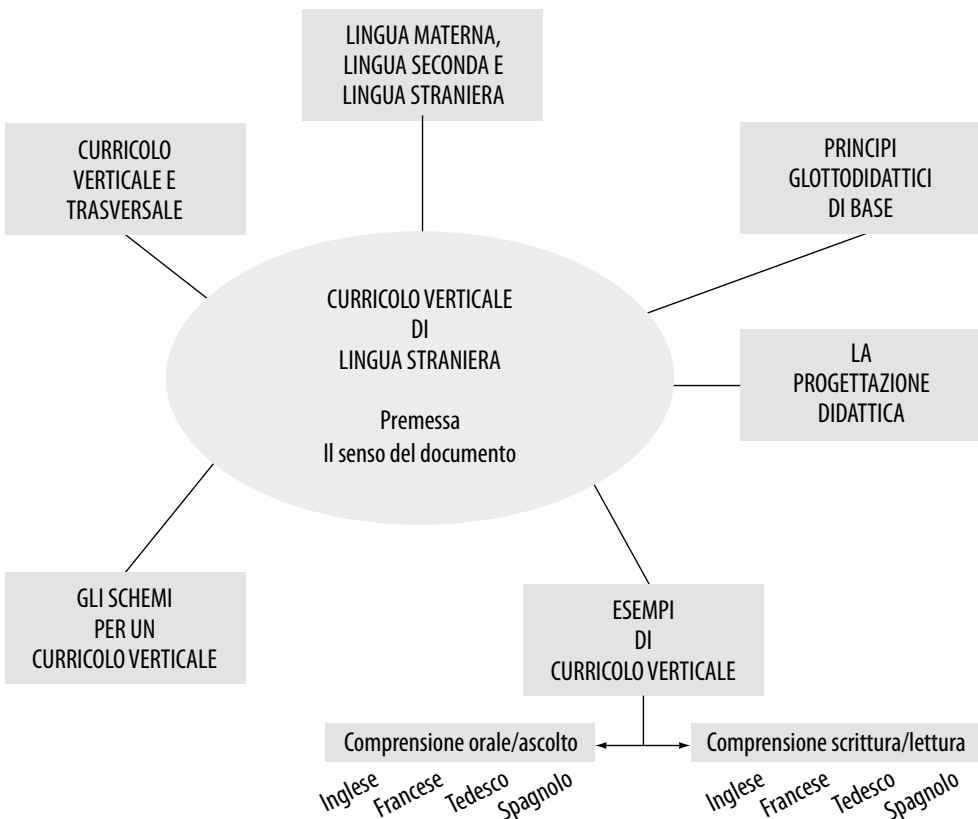 LINGUA MATERNA,
LINGUA SECONDA E
LINGUA STRANIERA
CURRICOLO
VERTICALE E
TRASVERSALE
PRINCIPI
GLOTTODIDATTICI
DI BASE
CURRICOLO VERTICALE
DI
LINGUA STRANIERA
Premessa
Il senso del documento
LA
PROGETTAZIONE
DIDATTICA
GLI SCHEMI
PER UN
CURRICOLO VERTICALE
ESEMPI
DI
CURRICOLO VERTICALE
Comprensione orale/ascolto
Inglese Francese Tedesco Spagnolo
Comprensione scrittura/lettura
Inglese Francese Tedesco Spagnolo